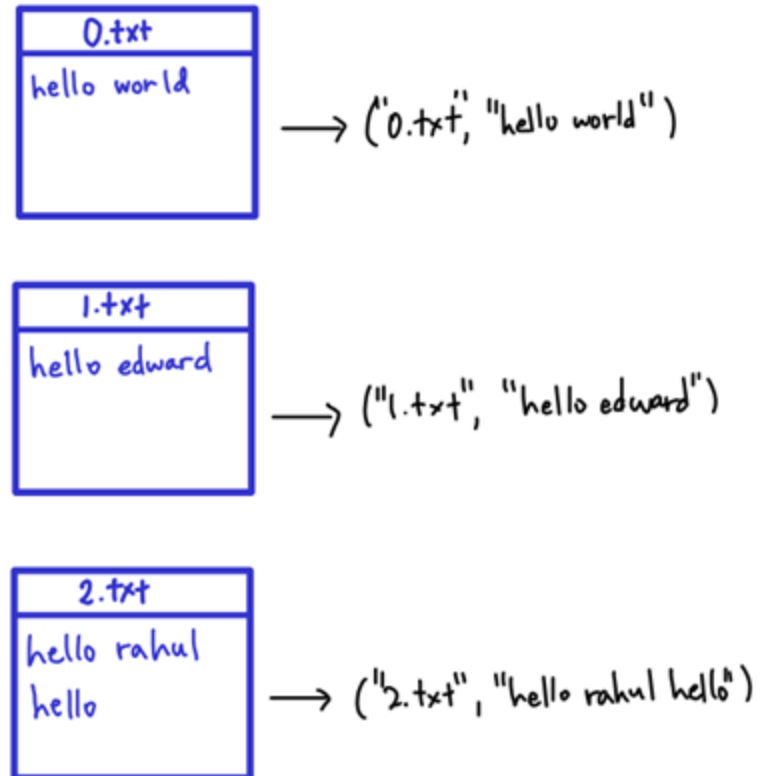 0.txt
hello world
("0.txt", "hello world")
1.txt
hello edward
("1.txt", "hello edward")
2.txt
hello rahul
hello
("2.txt", "hello rahul hello")